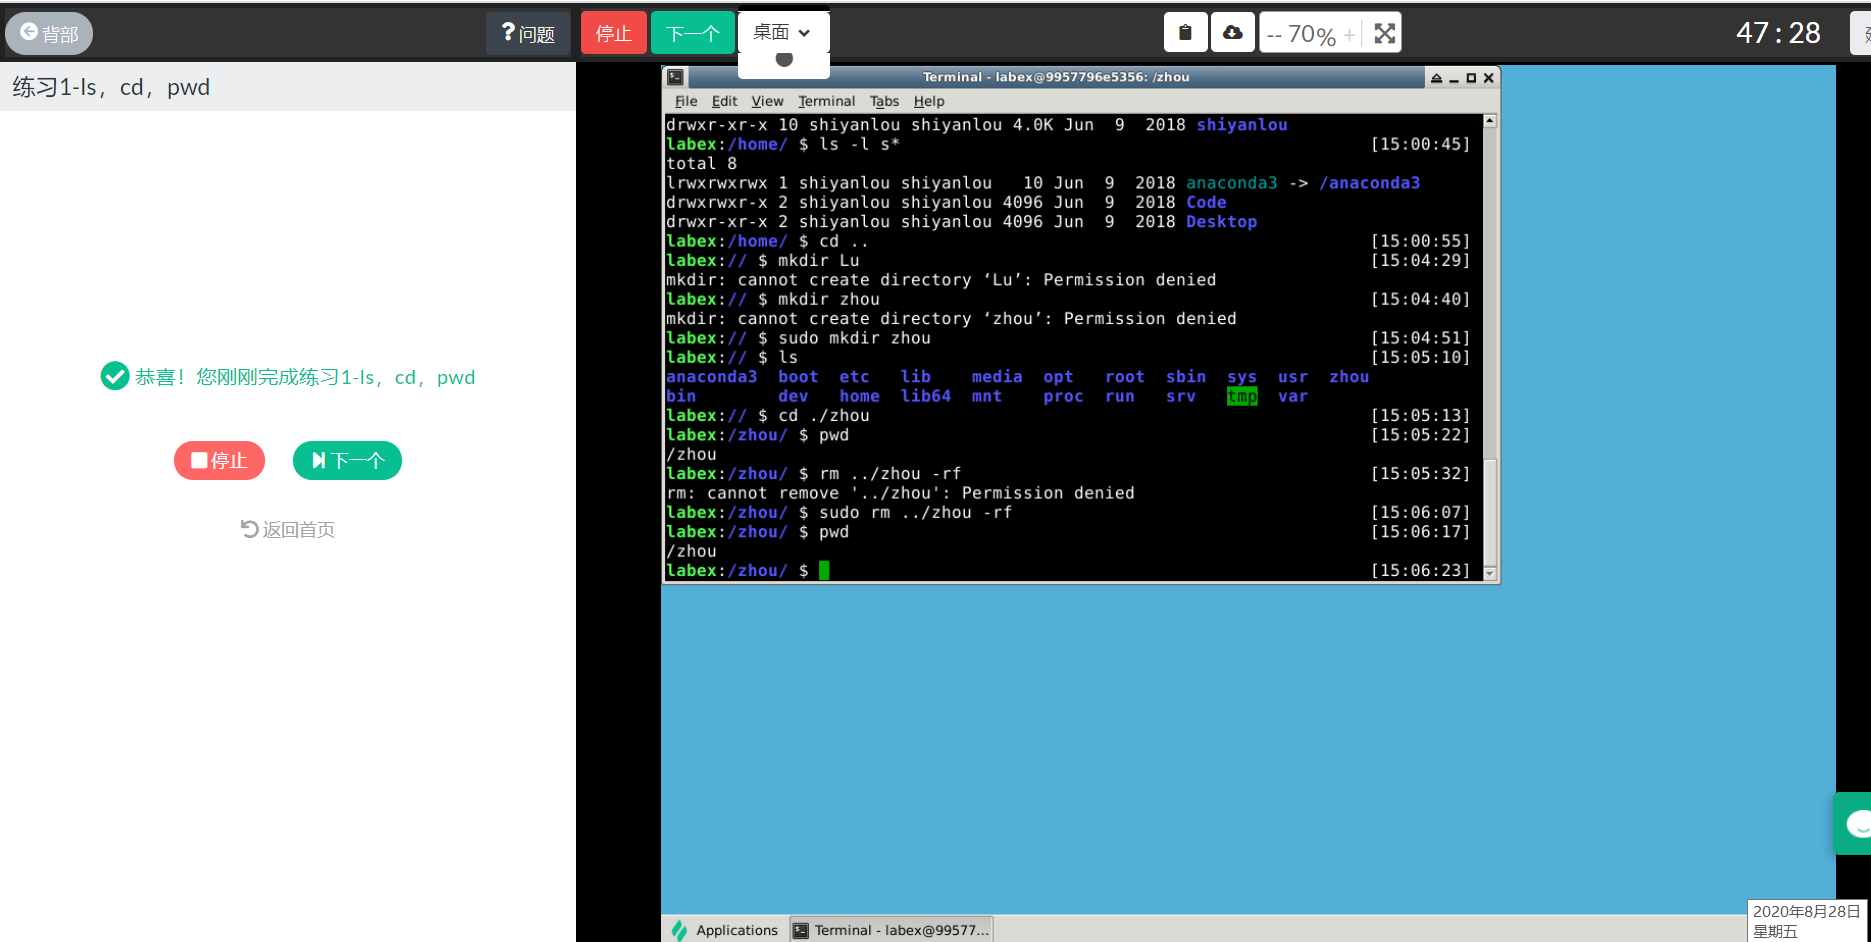 背部
? 问题
停止
下一个
桌面
-- 70% +
47 : 28
练习1-ls，cd，pwd
恭喜！您刚刚完成练习1-ls，cd，pwd
停止
下一个
返回首页
Terminal - labex@9957796e5356: /zhou
File Edit View Terminal Tabs Help
drwxr-xr-x 10 shiyanlou shiyanlou 4.0K Jun  9  2018 shiyanlou
labex:/home/ $ ls -l s* [15:00:45]
total 8
lrwxrwxrwx 1 shiyanlou shiyanlou   10 Jun  9  2018 anaconda3 -> /anaconda3
drwxrwxr-x 2 shiyanlou shiyanlou 4096 Jun  9  2018 Code
drwxr-xr-x 2 shiyanlou shiyanlou 4096 Jun  9  2018 Desktop
labex:/home/ $ cd .. [15:00:55]
labex:// $ mkdir Lu [15:04:29]
mkdir: cannot create directory ‘Lu’: Permission denied
labex:// $ mkdir zhou [15:04:40]
mkdir: cannot create directory ‘zhou’: Permission denied
labex:// $ sudo mkdir zhou [15:04:51]
labex:// $ ls [15:05:10]
anaconda3  boot  etc   lib    media  opt   root  sbin  sys  usr  zhou
bin        dev   home  lib64  mnt    proc  run   srv   tmp  var
labex:// $ cd ./zhou [15:05:13]
labex:/zhou/ $ pwd [15:05:22]
/zhou
labex:/zhou/ $ rm ../zhou -rf [15:05:32]
rm: cannot remove '../zhou': Permission denied
labex:/zhou/ $ sudo rm ../zhou -rf [15:06:07]
labex:/zhou/ $ pwd [15:06:17]
/zhou
labex:/zhou/ $ [15:06:23]
Applications
Terminal - labex@99577...
2020年8月28日
星期五